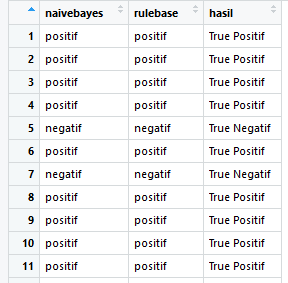 naivebayes rulebase hasil
1 positif positif True Positif
2 positif positif True Positif
3 positif positif True Positif
4 positif positif True Positif
5 negatif negatif True Negatif
6 positif positif True Positif
7 negatif negatif True Negatif
8 positif positif True Positif
9 positif positif True Positif
10 positif positif True Positif
11 positif positif True Positif